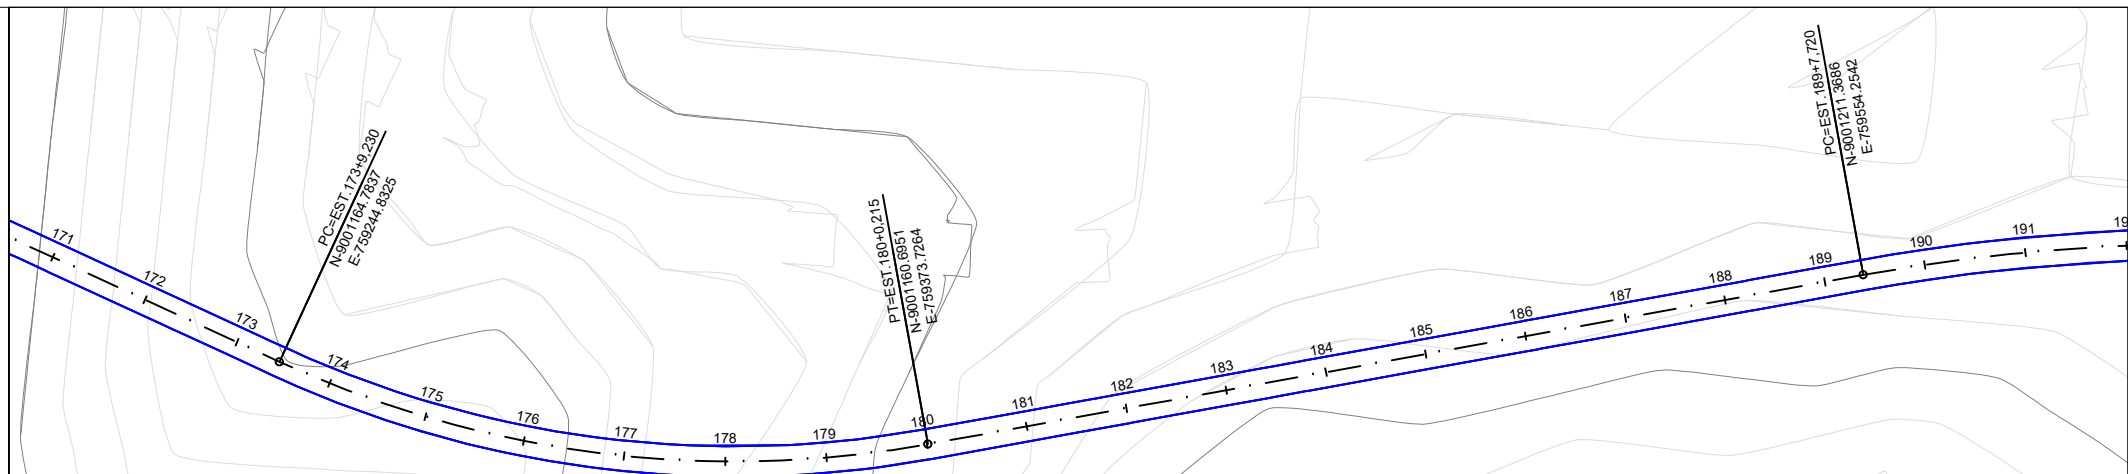 171
172
173
PC=EST.173+9,230
N-9001164.7837
E-759244.8325
174
175
176
177
178
179
180
PT=EST.180+0,215
N-9001160.6951
E-759373.7264
181
182
183
184
185
186
187
188
189
PC=EST.189+7,720
N-9001211.3686
E-759554.2542
190
191
19